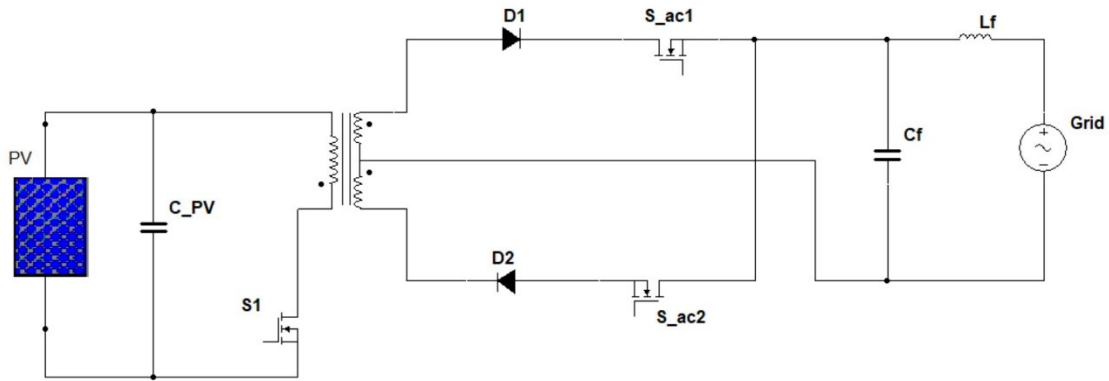 D1
S_ac1
Lf
PV
C_PV
Cf
Grid
D2
S1
S_ac2